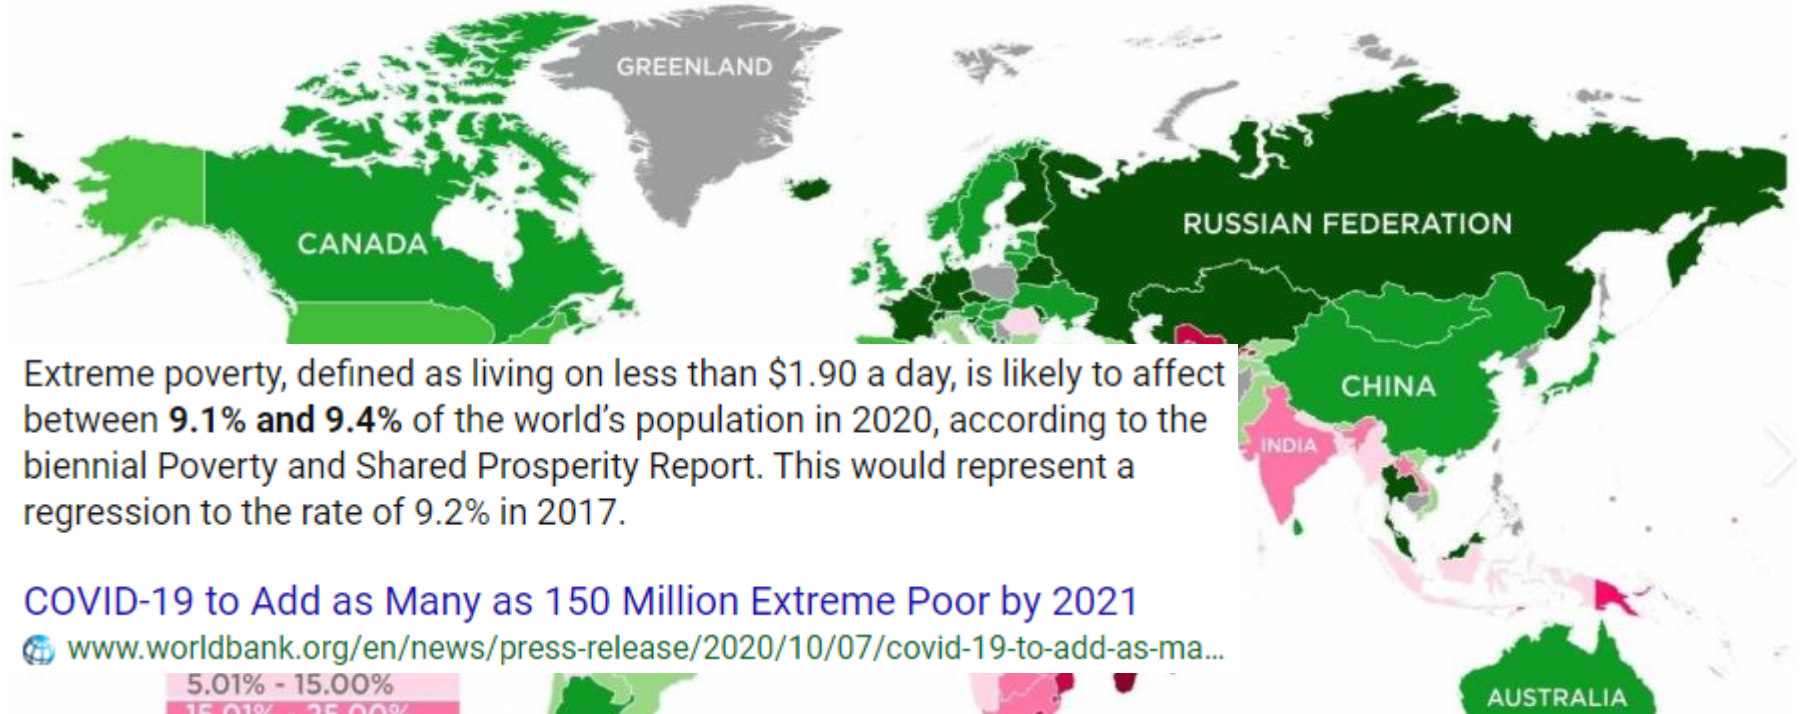 GREENLAND
CANADA
RUSSIAN FEDERATION
CHINA
INDIA
Extreme poverty, defined as living on less than $1.90 a day, is likely to affect
between 9.1% and 9.4% of the world's population in 2020, according to the
biennial Poverty and Shared Prosperity Report. This would represent a
regression to the rate of 9.2% in 2017.
COVID-19 to Add as Many as 150 Million Extreme Poor by 2021
www.worldbank.org/en/news/press-release/2020/10/07/covid-19-to-add-as-ma...
5.01% - 15.00%
15.01% - 25.00%
AUSTRALIA